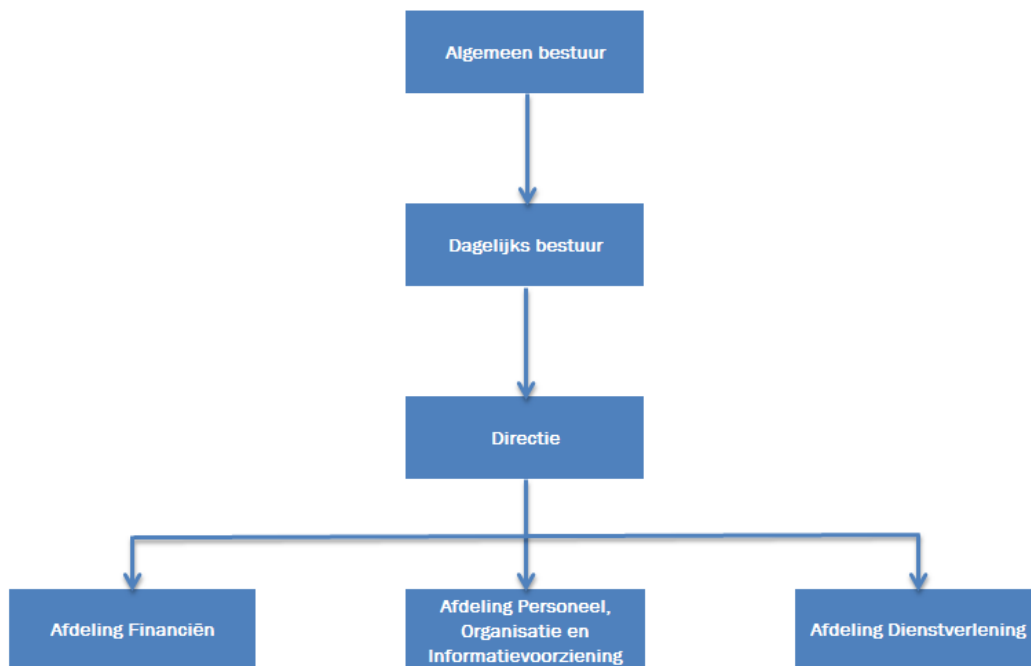 Algemeen bestuur
Dagelijks bestuur
Directie
Afdeling Financiën
Afdeling Personeel,
Organisatie en
Informatievoorziening
Afdeling Dienstverlening